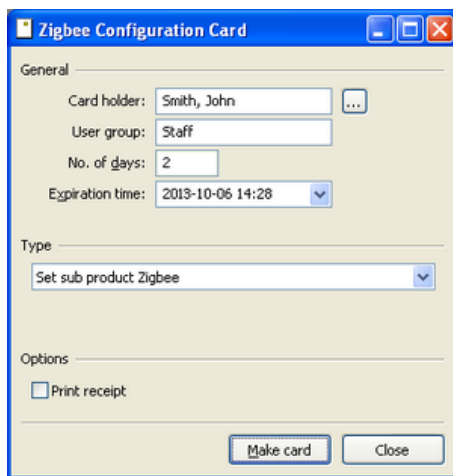 Zigbee Configuration Card
General
Card holder: Smith, John ...
User group: Staff
No. of days: 2
Expiration time: 2013-10-06 14:28
Type
Set sub product Zigbee
Options
Print receipt
Make card Close